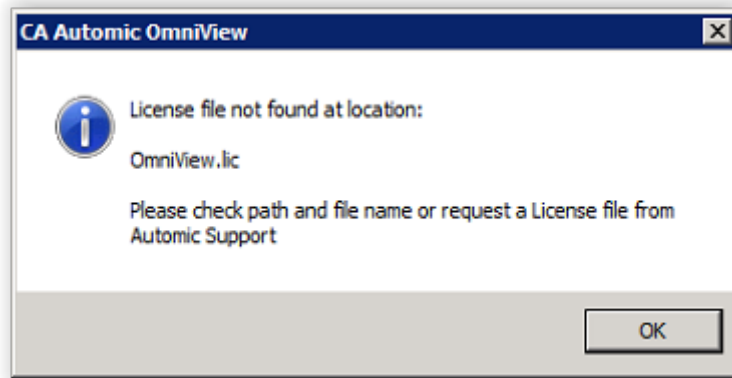 CA Automic OmniView
License file not found at location:
OmniView.lic
Please check path and file name or request a License file from
Automic Support
OK